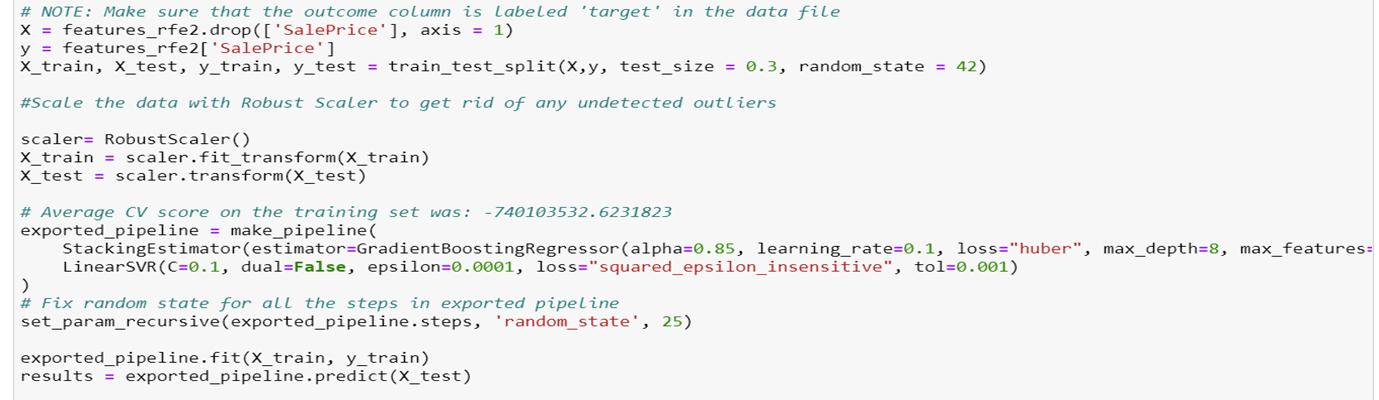 # NOTE: Make sure that the outcome column is labeled 'target' in the data file
X = features_rfe2.drop(['SalePrice'], axis = 1)
y = features_rfe2['SalePrice']
X_train, X_test, y_train, y_test = train_test_split(X,y, test_size = 0.3, random_state = 42)
#Scale the data with Robust Scaler to get rid of any undetected outliers
scaler= RobustScaler()
X_train = scaler.fit_transform(X_train)
X_test = scaler.transform(X_test)
# Average CV score on the training set was: -740103532.6231823
exported_pipeline = make_pipeline(
    StackingEstimator(estimator=GradientBoostingRegressor(alpha=0.85, learning_rate=0.1, loss="huber", max_depth=8, max_features=
    LinearSVR(C=0.1, dual=False, epsilon=0.0001, loss="squared_epsilon_insensitive", tol=0.001)
)
# Fix random state for all the steps in exported pipeline
set_param_recursive(exported_pipeline.steps, 'random_state', 25)
exported_pipeline.fit(X_train, y_train)
results = exported_pipeline.predict(X_test)